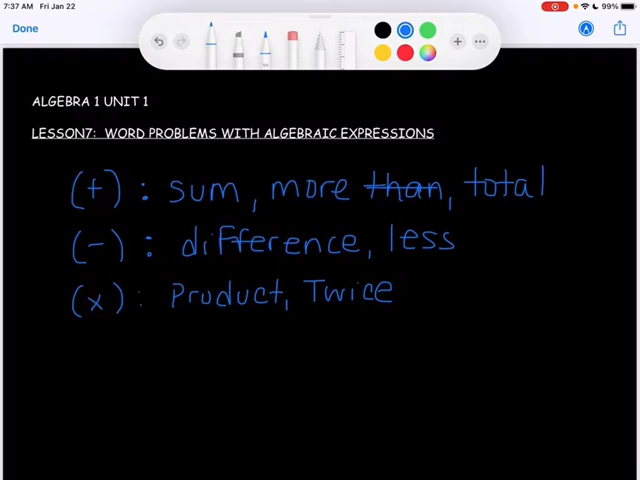 7:37 AM Fri Jan 22 99%
Done
ALGEBRA 1 UNIT 1
LESSON7: WORD PROBLEMS WITH ALGEBRAIC EXPRESSIONS
(+) : sum, more than, total
(-) : difference, less
(x) : Product, Twice